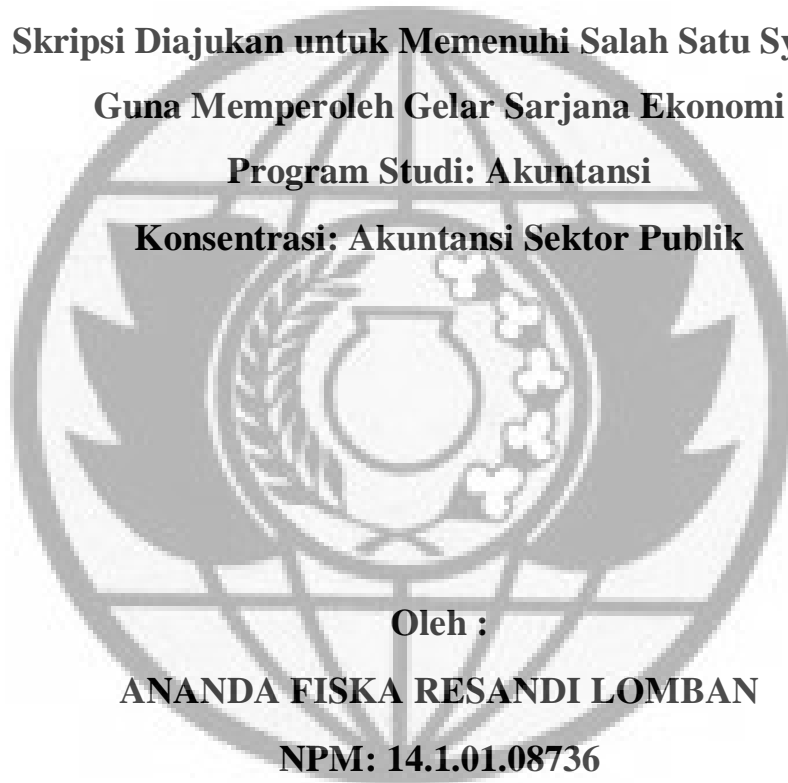 Skripsi Diajukan untuk Memenuhi Salah Satu
Guna Memperoleh Gelar Sarjana Ekonomi
Program Studi: Akuntansi
Konsentrasi: Akuntansi Sektor Publik
Oleh :
ANANDA FISKA RESANDI LOMBAN
NPM: 14.1.01.08736